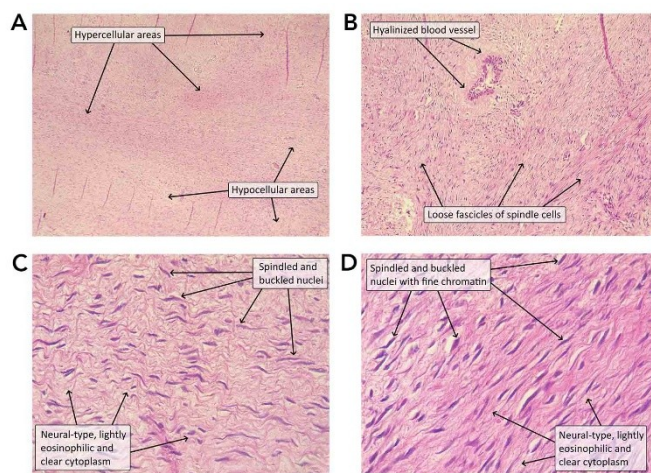 A
Hypercellular areas
Hypocellular areas
B
Hyalinized blood vessel
Loose fascicles of spindle cells
C
Spindled and
buckled nuclei
Neural-type, lightly
eosinophilic and
clear cytoplasm
D
Spindled and buckled
nuclei with fine chromatin
Neural-type, lightly
eosinophilic and
clear cytoplasm